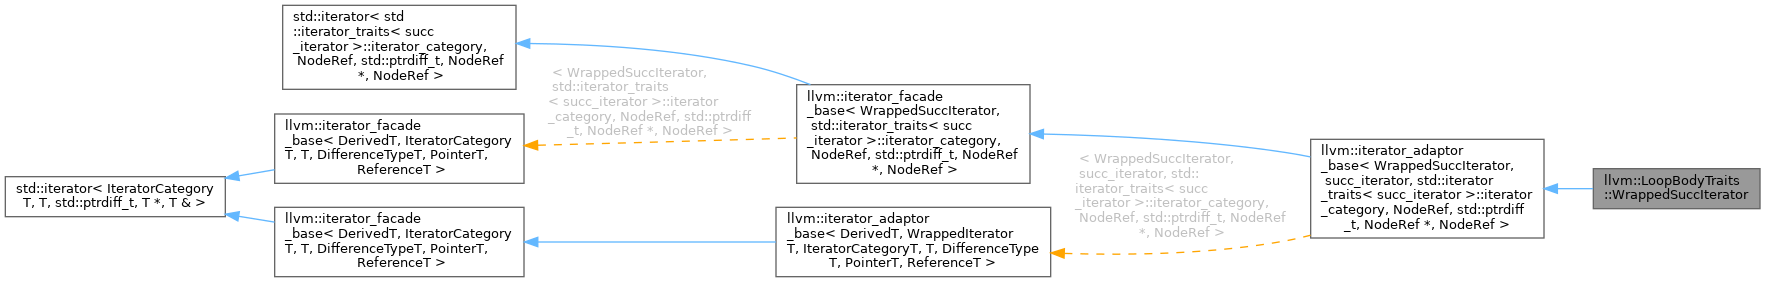 std::iterator< std
::iterator_traits< succ
_iterator >::iterator_category,
NodeRef, std::ptrdiff_t, NodeRef
*, NodeRef >
< WrappedSuccIterator,
std::iterator_traits
< succ_iterator >::iterator
_category, NodeRef, std::ptrdiff
_t, NodeRef *, NodeRef >
llvm::iterator_facade
_base< WrappedSuccIterator,
std::iterator_traits< succ
_iterator >::iterator_category,
NodeRef, std::ptrdiff_t, NodeRef
*, NodeRef >
llvm::iterator_facade
_base< DerivedT, IteratorCategory
T, T, DifferenceTypeT, PointerT,
ReferenceT >
std::iterator< IteratorCategory
T, T, std::ptrdiff_t, T *, T & >
llvm::iterator_facade
_base< DerivedT, IteratorCategory
T, T, DifferenceTypeT, PointerT,
ReferenceT >
llvm::iterator_adaptor
_base< DerivedT, WrappedIterator
T, IteratorCategoryT, T, DifferenceType
T, PointerT, ReferenceT >
< WrappedSuccIterator,
succ_iterator, std::
iterator_traits< succ
_iterator >::iterator_category,
NodeRef, std::ptrdiff_t, NodeRef
*, NodeRef >
llvm::iterator_adaptor
_base< WrappedSuccIterator,
succ_iterator, std::iterator
_traits< succ_iterator >::iterator
_category, NodeRef, std::ptrdiff
_t, NodeRef *, NodeRef >
llvm::LoopBodyTraits
::WrappedSuccIterator